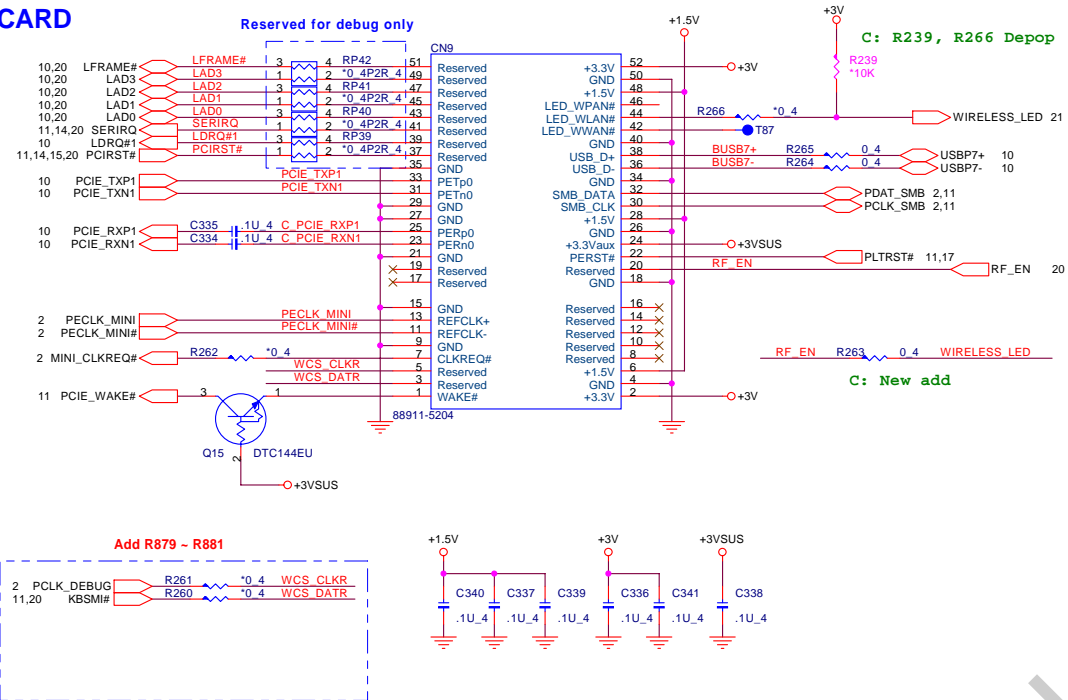 CARD
Reserved for debug only
+1.5V
+3V
C: R239, R266 Depop
R239
*10K
CN9
10,20 LFRAME# LFRAME# 3 4 RP42 51 Reserved
10,20 LAD3 LAD3 1 2 *0_4P2R_4 49 Reserved
10,20 LAD2 LAD2 3 4 RP41 47 Reserved
10,20 LAD1 LAD1 1 2 *0_4P2R_4 45 Reserved
10,20 LAD0 LAD0 3 4 RP40 43 Reserved
11,14,20 SERIRQ SERIRQ 1 2 *0_4P2R_4 41 Reserved
10 LDRQ#1 LDRQ#1 3 4 RP39 39 Reserved
11,14,15,20 PCIRST# PCIRST# 1 2 *0_4P2R_4 37 Reserved
35 GND
10 PCIE_TXP1 PCIE_TXP1 33 PETp0
10 PCIE_TXN1 PCIE_TXN1 31 PETn0
29 GND
27 GND
10 PCIE_RXP1 C335 .1U_4 C_PCIE_RXP1 25 PERp0
10 PCIE_RXN1 C334 .1U_4 C_PCIE_RXN1 23 PERn0
21 GND
19 Reserved
17 Reserved
15 GND
2 PECLK_MINI PECLK_MINI 13 REFCLK+
2 PECLK_MINI# PECLK_MINI# 11 REFCLK-
9 GND
2 MINI_CLKREQ# R262 *0_4 7 CLKREQ#
WCS_CLKR 5 Reserved
WCS_DATR 3 Reserved
11 PCIE_WAKE# 3 1 1 WAKE#
88911-5204
2
Q15 DTC144EU
+3VSUS
+3.3V 52 +3V
GND 50
+1.5V 48
LED_WPAN# 46
LED_WLAN# 44 R266 *0_4 WIRELESS_LED 21
LED_WWAN# 42 T87
GND 40
USB_D+ 38 BUSB7+ R265 0_4 USBP7+ 10
USB_D- 36 BUSB7- R264 0_4 USBP7- 10
GND 34
SMB_DATA 32 PDAT_SMB 2,11
SMB_CLK 30 PCLK_SMB 2,11
+1.5V 28
GND 26
+3.3Vaux 24 +3VSUS
PERST# 22 PLTRST# 11,17
Reserved 20 RF_EN RF_EN 20
GND 18
Reserved 16
Reserved 14
Reserved 12
Reserved 10
Reserved 8
+1.5V 6
GND 4
+3.3V 2 +3V
RF_EN R263 0_4 WIRELESS_LED
C: New add
Add R879 ~ R881
2 PCLK_DEBUG R261 *0_4 WCS_CLKR
11,20 KBSMI# R260 *0_4 WCS_DATR
+1.5V +3V +3VSUS
C340 C337 C339 C336 C341 C338
.1U_4 .1U_4 .1U_4 .1U_4 .1U_4 .1U_4